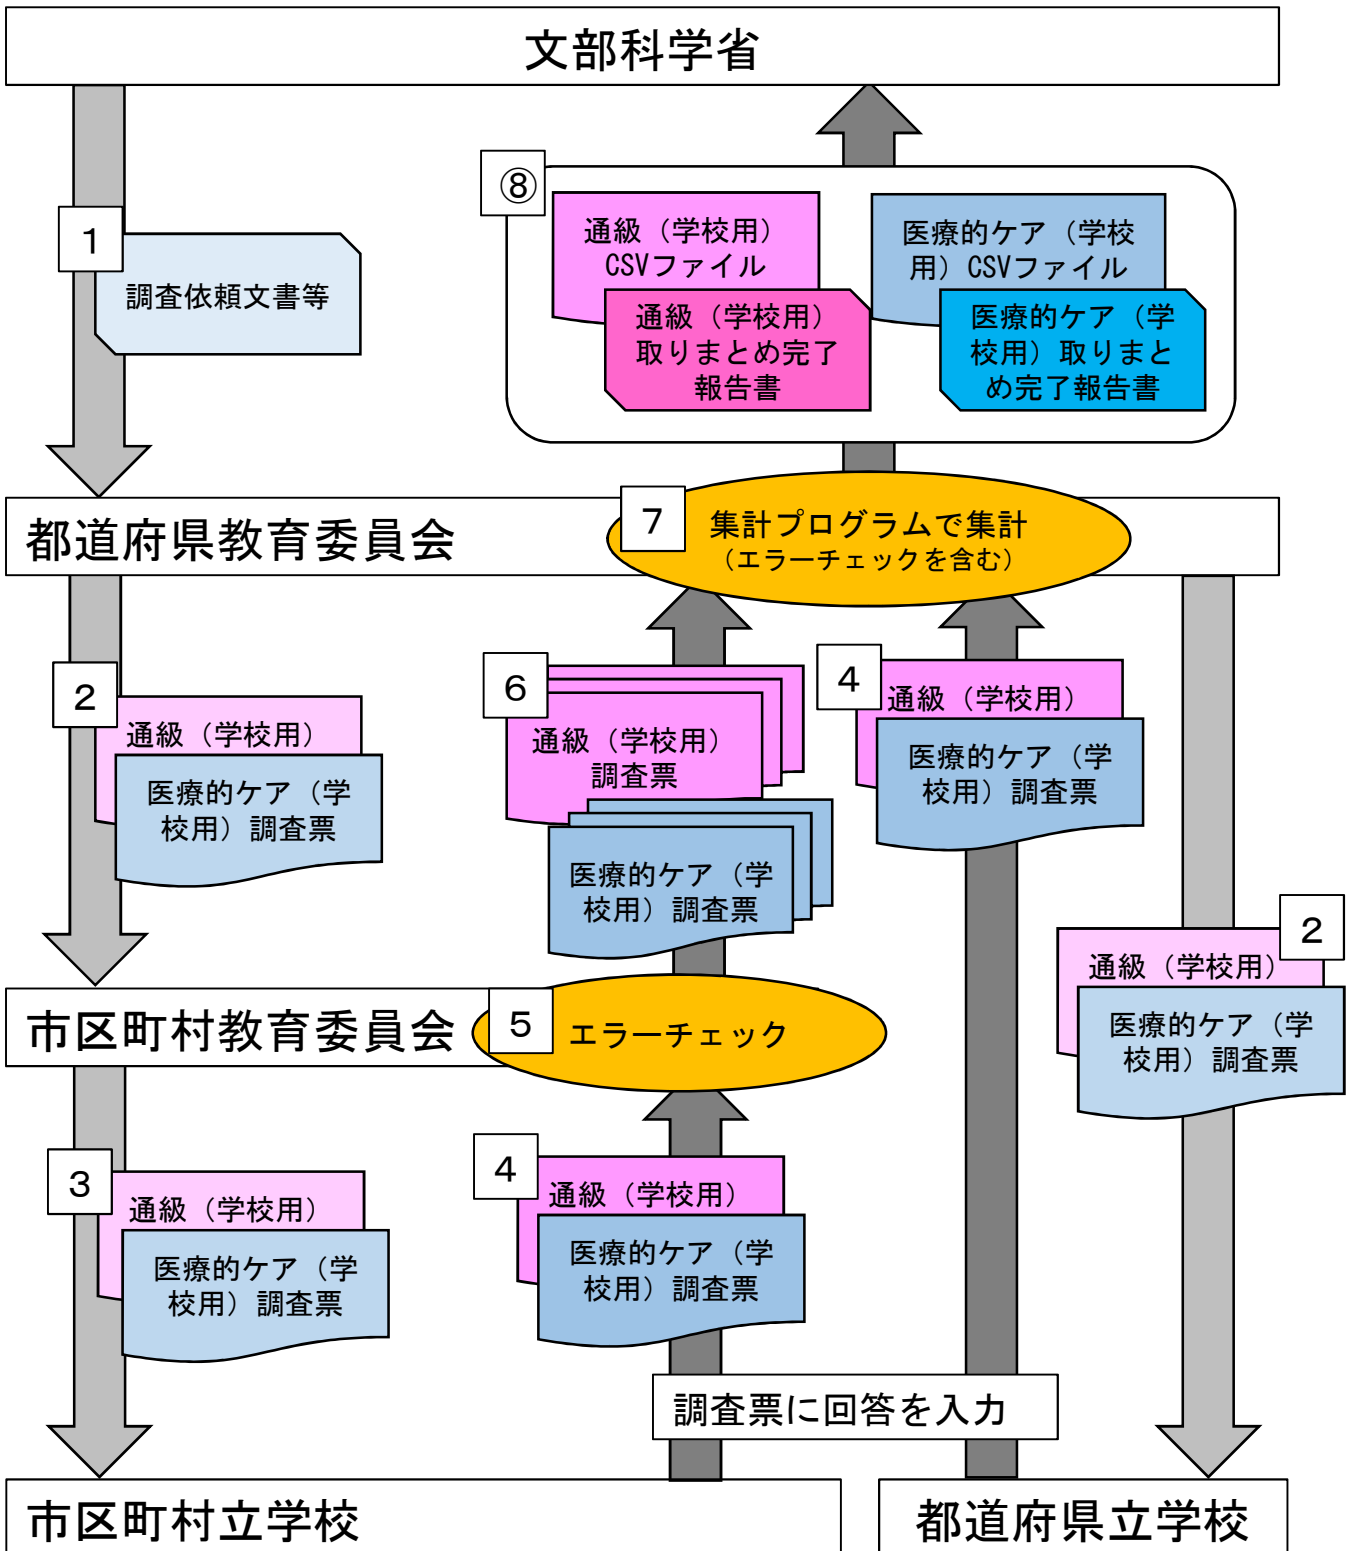 文部科学省
⑧
通級（学校用）
CSVファイル
医療的ケア（学校
用）CSVファイル
通級（学校用）
取りまとめ完了
報告書
医療的ケア（学
校用）取りまと
め完了報告書
1
調査依頼文書等
都道府県教育委員会
7
集計プログラムで集計
（エラーチェックを含む）
2
通級（学校用）
医療的ケア（学
校用）調査票
6
通級（学校用）
調査票
医療的ケア（学
校用）調査票
4
通級（学校用）
医療的ケア（学
校用）調査票
2
通級（学校用）
医療的ケア（学
校用）調査票
市区町村教育委員会
5
エラーチェック
3
通級（学校用）
医療的ケア（学
校用）調査票
4
通級（学校用）
医療的ケア（学
校用）調査票
調査票に回答を入力
市区町村立学校
都道府県立学校